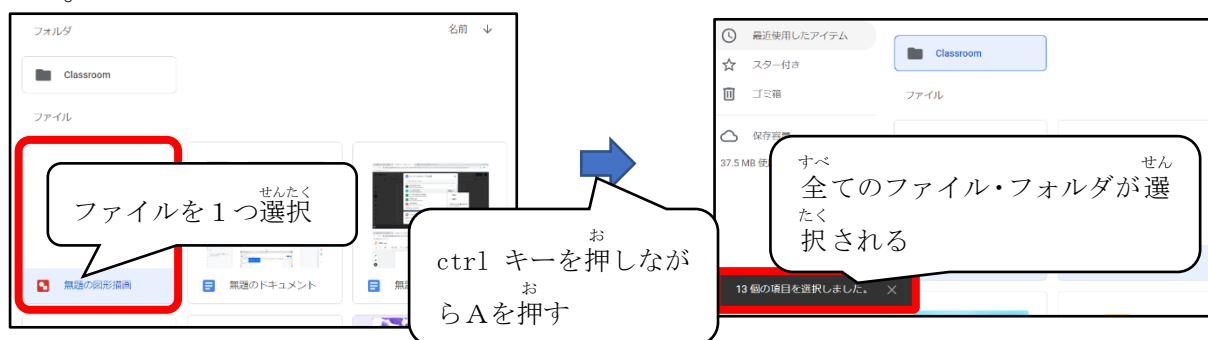 フォルダ
名前 ↓
Classroom
ファイル
せんたく
ファイルを１つ選択
無題の図形描画
無題のドキュメント
無
お
ctrl キーを押しなが
お
らＡを押す
最近使用したアイテム
スター付き
ゴミ箱
保存容量
37.5 MB 使
Classroom
ファイル
すべ せん
全てのファイル・フォルダが選
たく
択される
13 個の項目を選択しました。